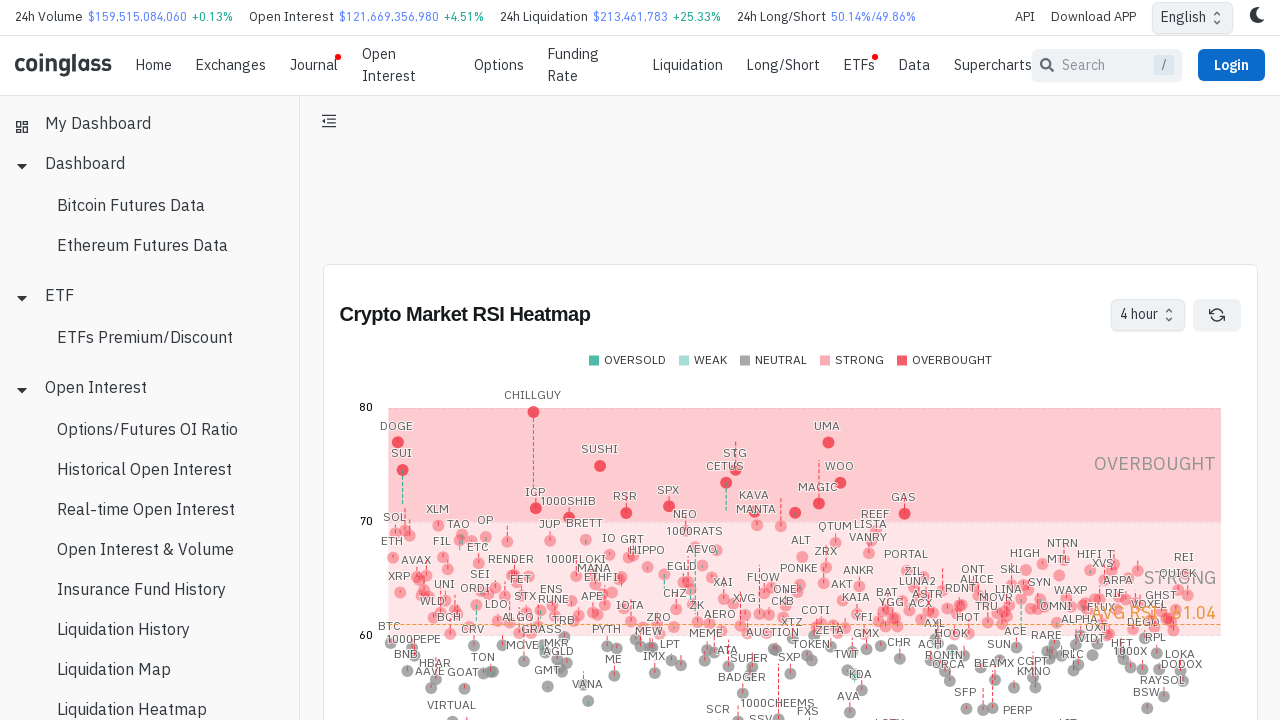 24h Volume $159,515,084,060 +0.13% Open Interest $121,669,356,980 +4.51% 24h Liquidation $213,461,783 +25.33% 24h Long/Short 50.14%/49.86% API Download APP English
coinglass Home Exchanges Journal Open Interest Options Funding Rate Liquidation Long/Short ETFs Data Supercharts Search / Login
My Dashboard
Dashboard
Bitcoin Futures Data
Ethereum Futures Data
ETF
ETFs Premium/Discount
Open Interest
Options/Futures OI Ratio
Historical Open Interest
Real-time Open Interest
Open Interest & Volume
Insurance Fund History
Liquidation History
Liquidation Map
Liquidation Heatmap
Crypto Market RSI Heatmap 4 hour
OVERSOLD WEAK NEUTRAL STRONG OVERBOUGHT
CHILLGUY
80
DOGE UMA
SUI SUSHI STG
CETUS WOO OVERBOUGHT
IGP 1000SHIB RSR SPX KAVA MAGIC GAS
XLM MANTA
SOL TAO OP JUP BRETT NEO REEF
70
QTUM LISTA
ETH FIL ETC IO GRT 1000RATS ALT VANRY NTRN
AVAX RENDER 1000FLOKI HIPPO AEVO ZRX PORTAL HIGH MTL HIFI T REI
XRP SEI FET MANA ETHFI EGLD XAI FLOW PONKE ANKR ZIL ONT SKL XVS QUICK
UNI STX CHZ ONE AKT LUNA2 ALICE SYN ARPA STRONG
WLD LDO ORDI ENS RUNE APE IOTA ZK XVG CKB KAIA BAT ASTR RDNT LINA WAXP RIF GHST
BCH ALGO TRB ZRO AERO COTI YFI YGG ACX TRU MOVR OMNI FLUX VOXEL
BTC CRV GRASS PYTH MEW MEME AUCTION XTZ ZETA GMX AXL HOOK HOT ACE ALPHA OXT DEGO
60
1000PEPE LPT TOKEN CHR ACH SUN RARE VIDT HFT RPL
BNB TON AGLD ME IMX ATA SUPER SXP TWT RONIN RLC 1000X LOKA
HBAR AAVE GOAT GMT BADGER KDA ORCA BEAMX CGPT KMNO DODOX
VANA AVA SFP RAYSOL
VIRTUAL SCR 1000CHEEMS FXS PERP BSW